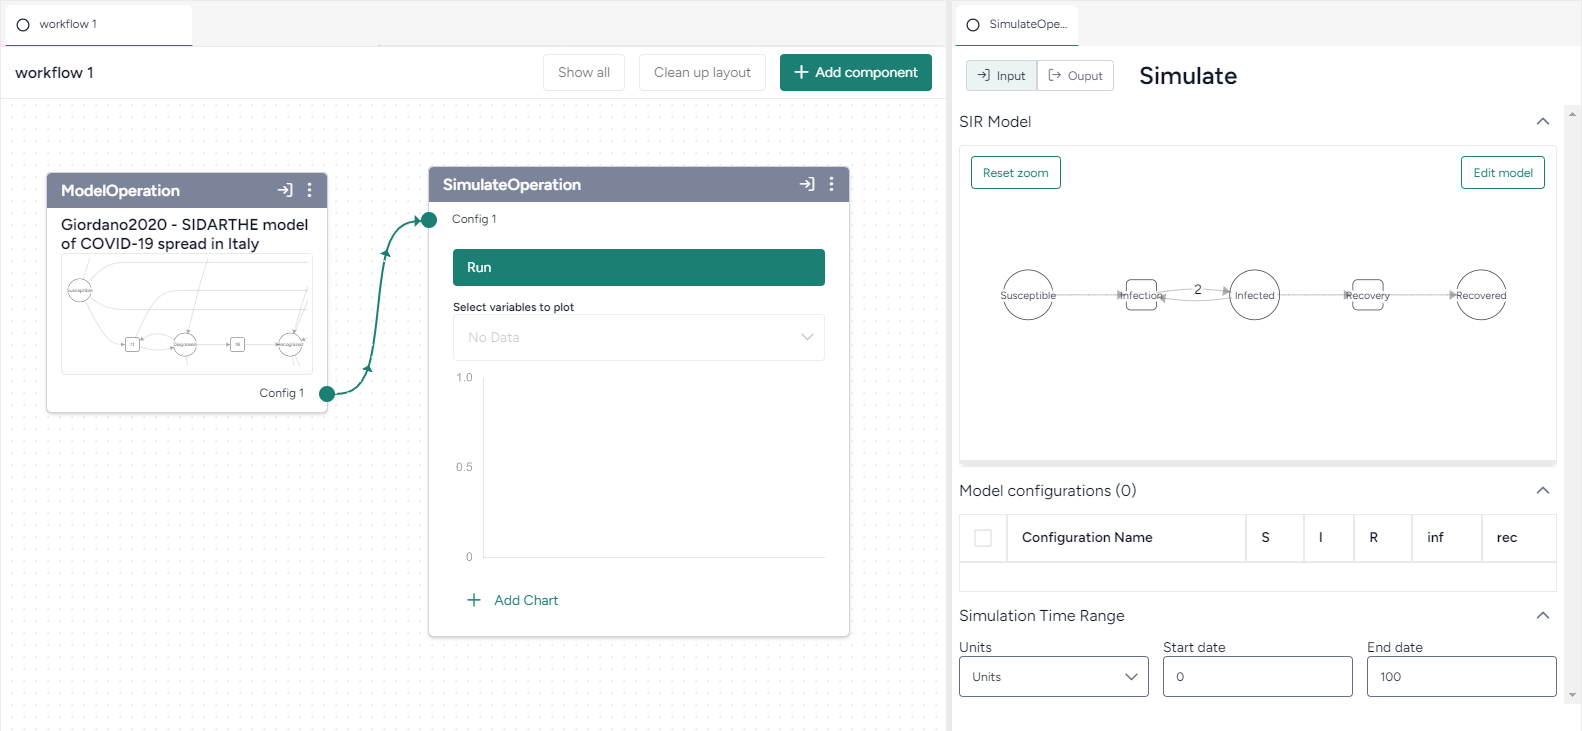 workflow 1
SimulateOpe...
workflow 1
Show all
Clean up layout
Add component
Input
Ouput
Simulate
SIR Model
Reset zoom
Edit model
Susceptible
Infection
2
Infected
Recovery
Recovered
ModelOperation
Giordano2020 - SIDARTHE model
of COVID-19 spread in Italy
Susceptible
Diagnosed
Recognized
Config 1
SimulateOperation
Config 1
Run
Select variables to plot
No Data
1.0
0.5
0
Add Chart
Model configurations (0)
Configuration Name S I R inf rec
Simulation Time Range
Units Start date End date
Units 0 100